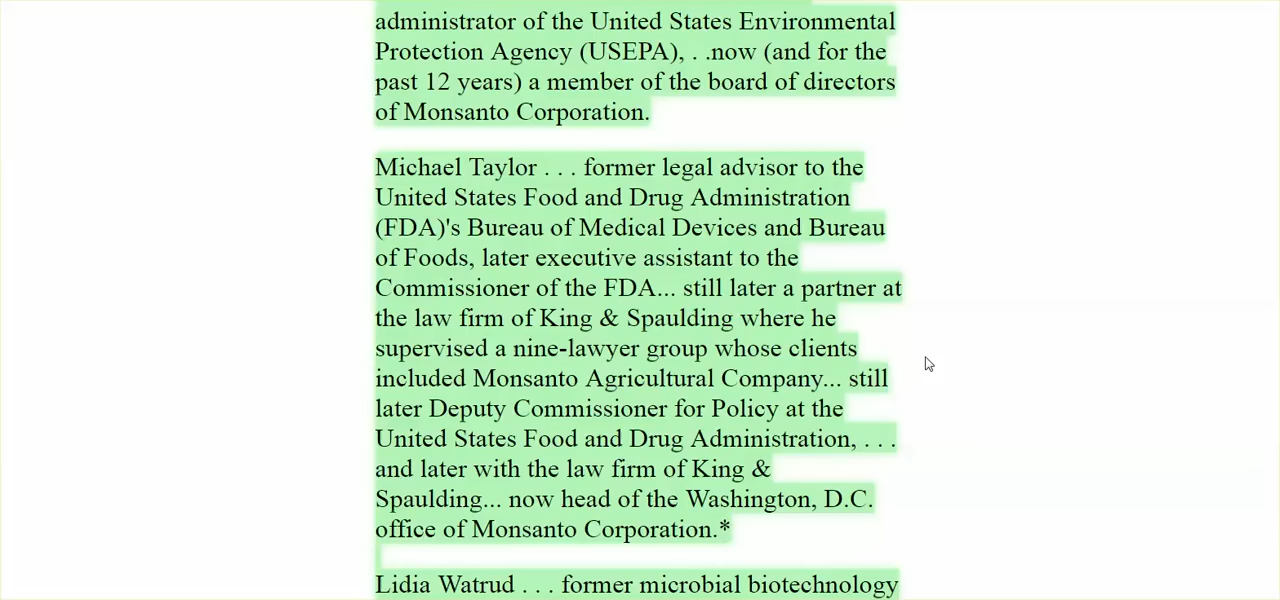 administrator of the United States Environmental
Protection Agency (USEPA), . .now (and for the
past 12 years) a member of the board of directors
of Monsanto Corporation.
Michael Taylor . . . former legal advisor to the
United States Food and Drug Administration
(FDA)'s Bureau of Medical Devices and Bureau
of Foods, later executive assistant to the
Commissioner of the FDA... still later a partner at
the law firm of King & Spaulding where he
supervised a nine-lawyer group whose clients
included Monsanto Agricultural Company... still
later Deputy Commissioner for Policy at the
United States Food and Drug Administration, . . .
and later with the law firm of King &
Spaulding... now head of the Washington, D.C.
office of Monsanto Corporation.*
Lidia Watrud . . . former microbial biotechnology